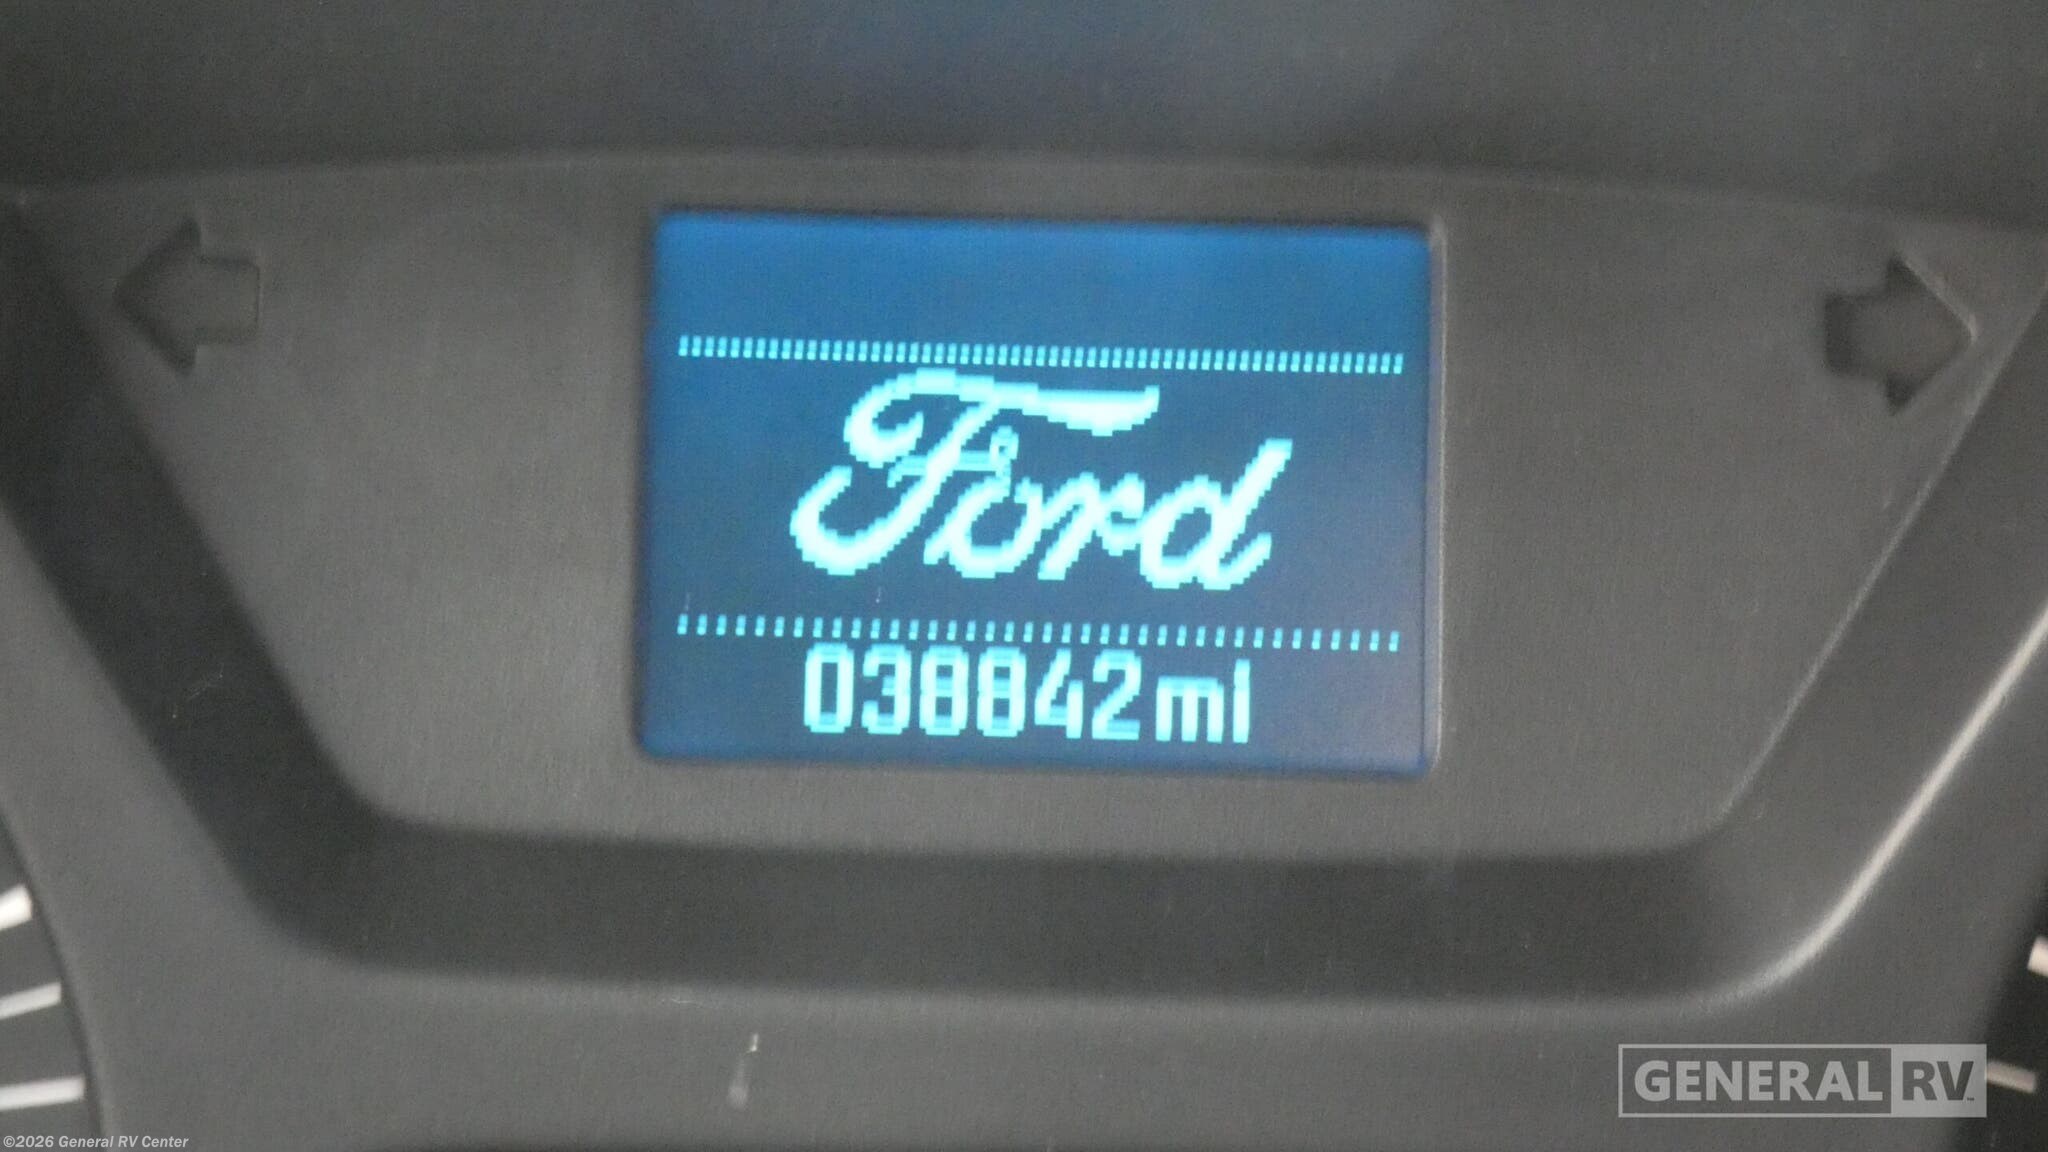 Ford
038842 mi
GENERAL RV
©2026 General RV Center